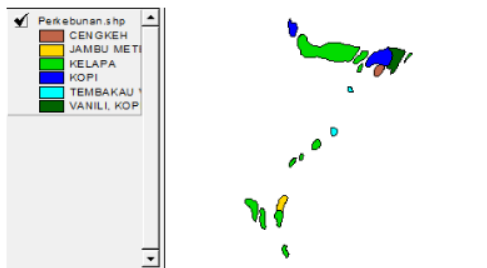 Perkebunan.shp
CENGKEH
JAMBU METI
KELAPA
KOPI
TEMBAKAU
VANILI, KOP